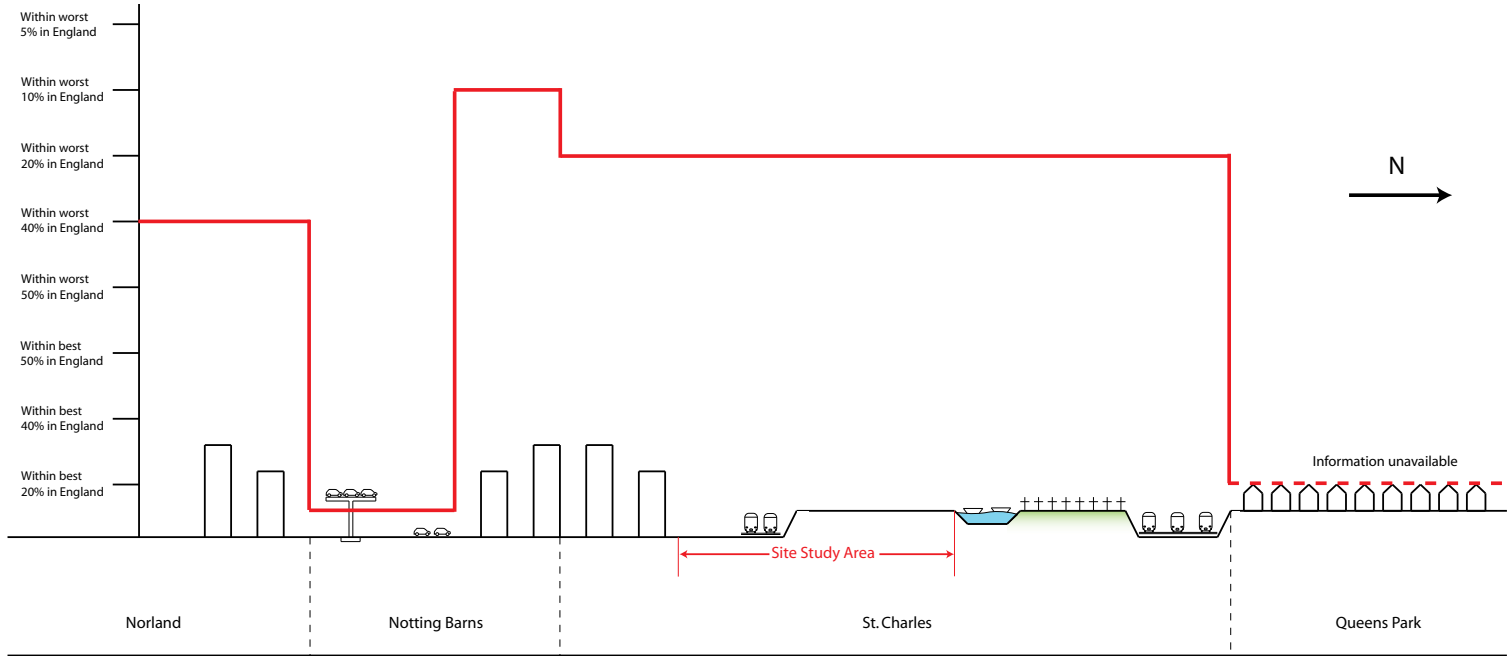 Within worst
5% in England
Within worst
10% in England
Within worst
20% in England
Within worst
40% in England
Within worst
50% in England
Within best
50% in England
Within best
40% in England
Within best
20% in England
N
Information unavailable
Site Study Area
Norland
Notting Barns
St. Charles
Queens Park